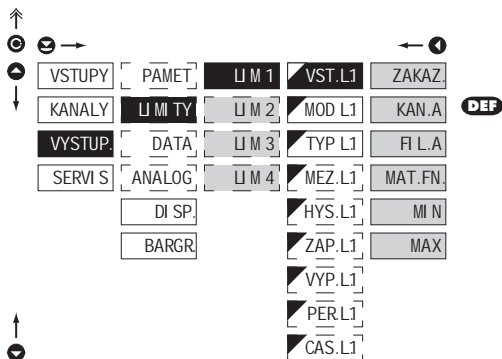 VSTUPY PAMET LIM 1 VST.L1 ZAKAZ.
KANALY LIMITY LIM 2 MOD L1 KAN.A DEF
VYSTUP. DATA LIM 3 TYP L1 FIL.A
SERVIS ANALOG LIM 4 MEZ.L1 MAT.FN.
DISP. HYS.L1 MIN
BARGR. ZAP.L1 MAX
VYP.L1
PER.L1
CAS.L1